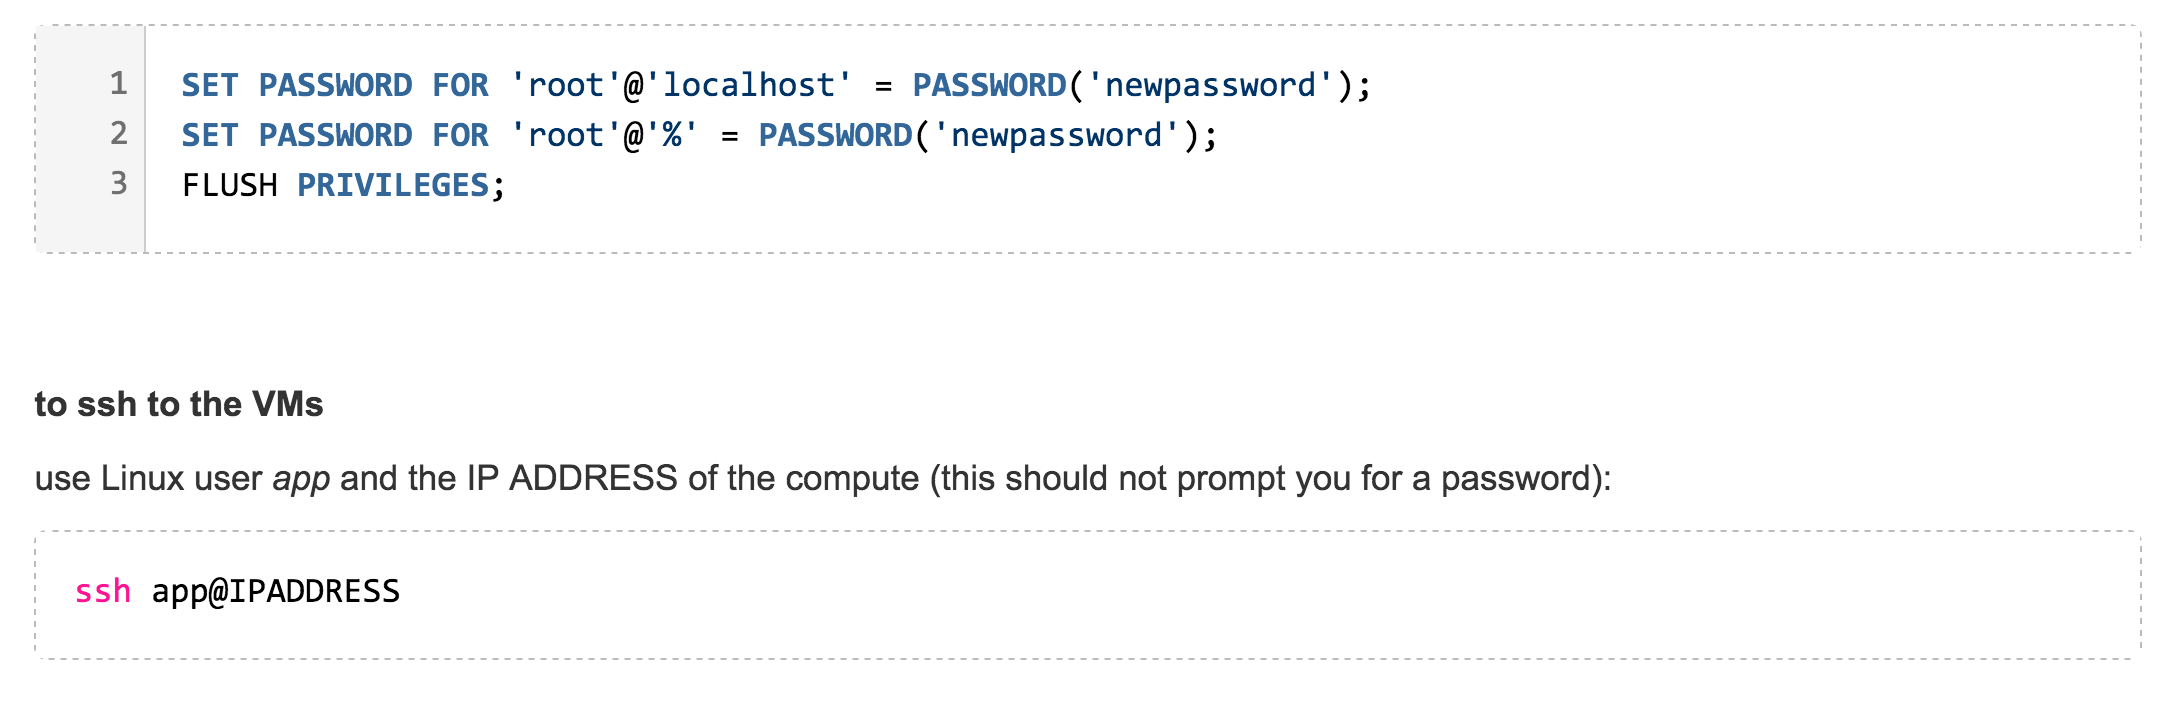 1 SET PASSWORD FOR 'root'@'localhost' = PASSWORD('newpassword');
2 SET PASSWORD FOR 'root'@'%' = PASSWORD('newpassword');
3 FLUSH PRIVILEGES;
to ssh to the VMs
use Linux user app and the IP ADDRESS of the compute (this should not prompt you for a password):
ssh app@IPADDRESS